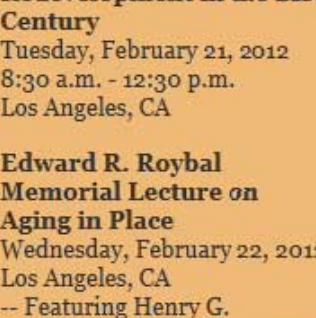 Century
Tuesday, February 21, 2012
8:30 a.m. - 12:30 p.m.
Los Angeles, CA
Edward R. Roybal
Memorial Lecture on
Aging in Place
Wednesday, February 22, 201
Los Angeles, CA
-- Featuring Henry G.